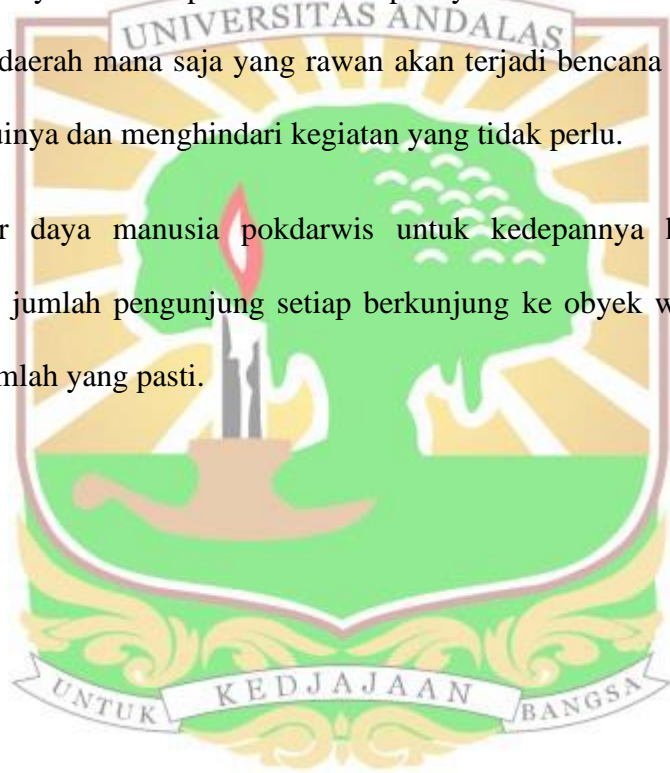 UNIVERSITAS ANDALAS
daerah mana saja yang rawan akan terjadi bencana
inya dan menghindari kegiatan yang tidak perlu.
daya manusia pokdarwis untuk kedepannya
jumlah pengunjung setiap berkunjung ke obyek
mlah yang pasti.
UNTUK KEDJAJAAN BANGSA